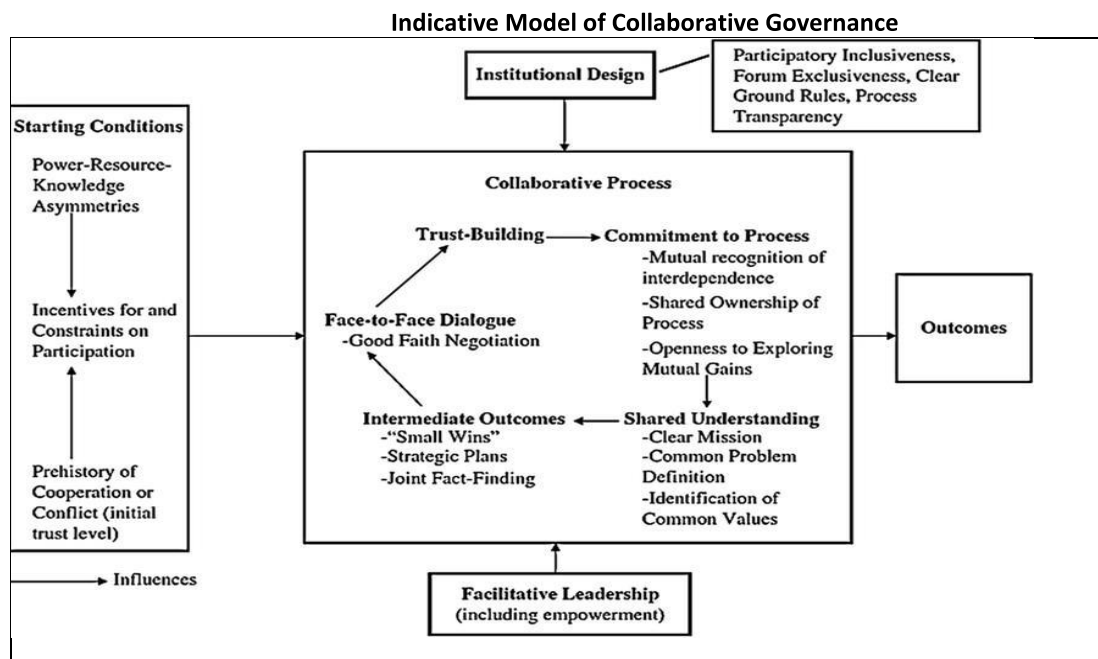 Indicative Model of Collaborative Governance
Institutional Design
Participatory Inclusiveness,
Forum Exclusiveness, Clear
Ground Rules, Process
Transparency
Starting Conditions
Power-Resource-
Knowledge
Asymmetries
Incentives for and
Constraints on
Participation
Prehistory of
Cooperation or
Conflict (initial
trust level)
Influences
Collaborative Process
Trust-Building
Commitment to Process
-Mutual recognition of
interdependence
-Shared Ownership of
Process
-Openness to Exploring
Mutual Gains
Face-to-Face Dialogue
-Good Faith Negotiation
Intermediate Outcomes
-“Small Wins”
-Strategic Plans
-Joint Fact-Finding
Shared Understanding
-Clear Mission
-Common Problem
Definition
-Identification of
Common Values
Outcomes
Facilitative Leadership
(including empowerment)